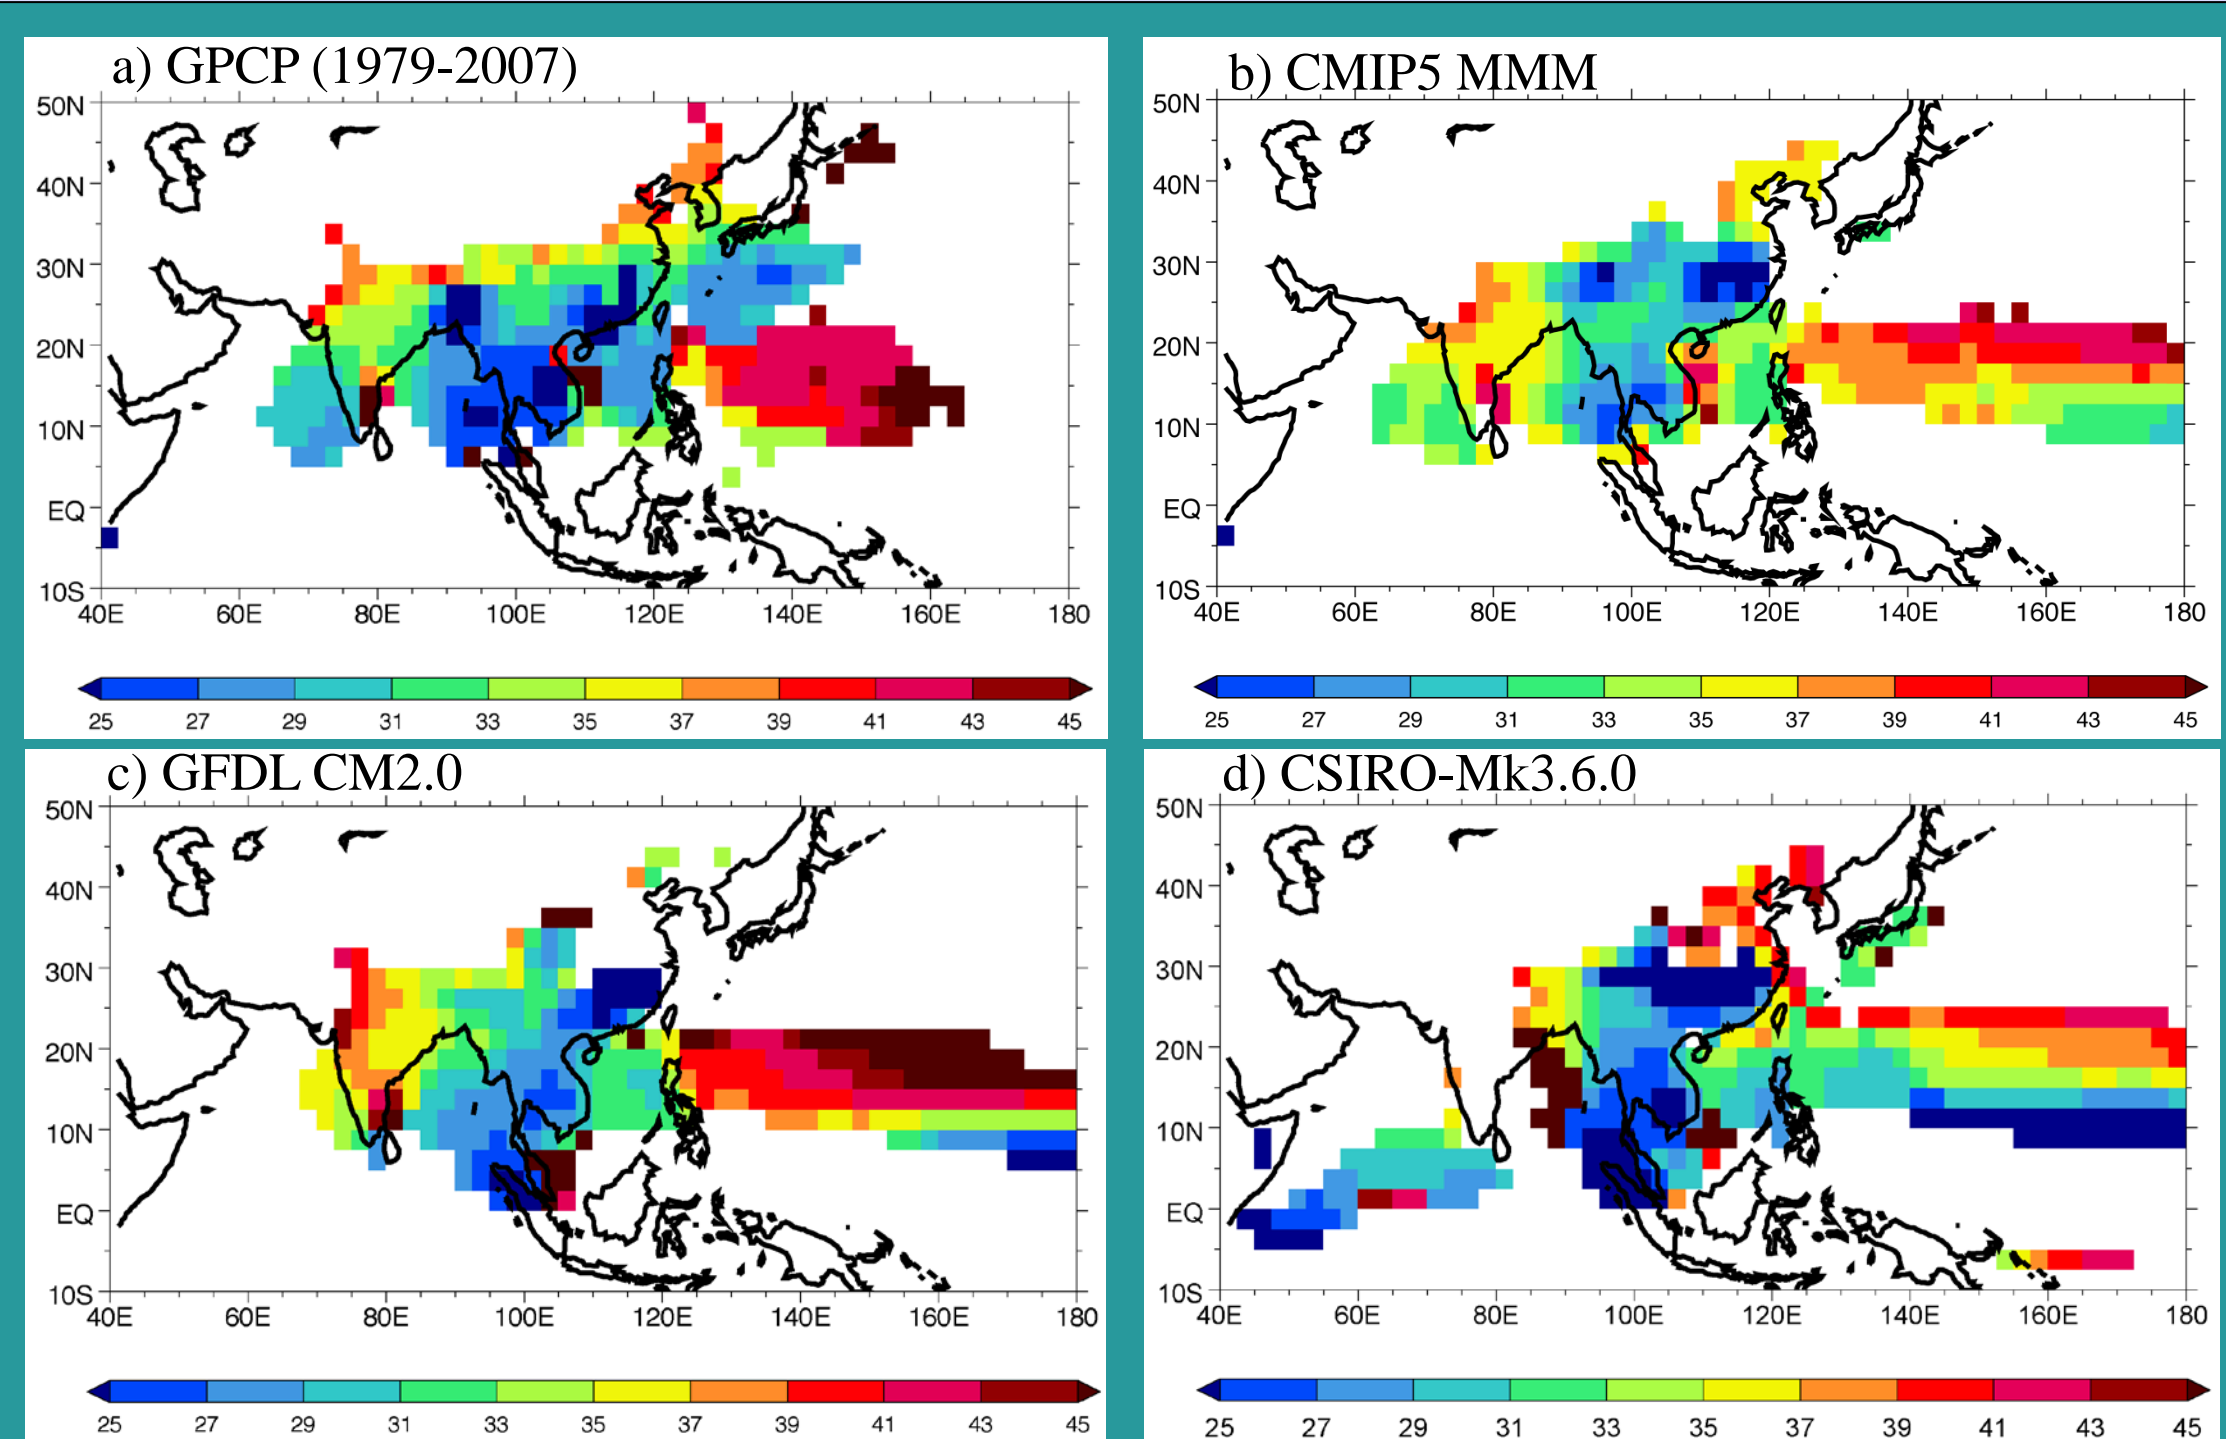 a) GPCP (1979-2007)
50N
40N
30N
20N
10N
EQ
10S
40E 60E 80E 100E 120E 140E 160E 180
25 27 29 31 33 35 37 39 41 43 45
b) CMIP5 MMM
50N
40N
30N
20N
10N
EQ
10S
40E 60E 80E 100E 120E 140E 160E 180
25 27 29 31 33 35 37 39 41 43 45
c) GFDL CM2.0
50N
40N
30N
20N
10N
EQ
10S
40E 60E 80E 100E 120E 140E 160E 180
25 27 29 31 33 35 37 39 41 43 45
d) CSIRO-Mk3.6.0
50N
40N
30N
20N
10N
EQ
10S
40E 60E 80E 100E 120E 140E 160E 180
25 27 29 31 33 35 37 39 41 43 45